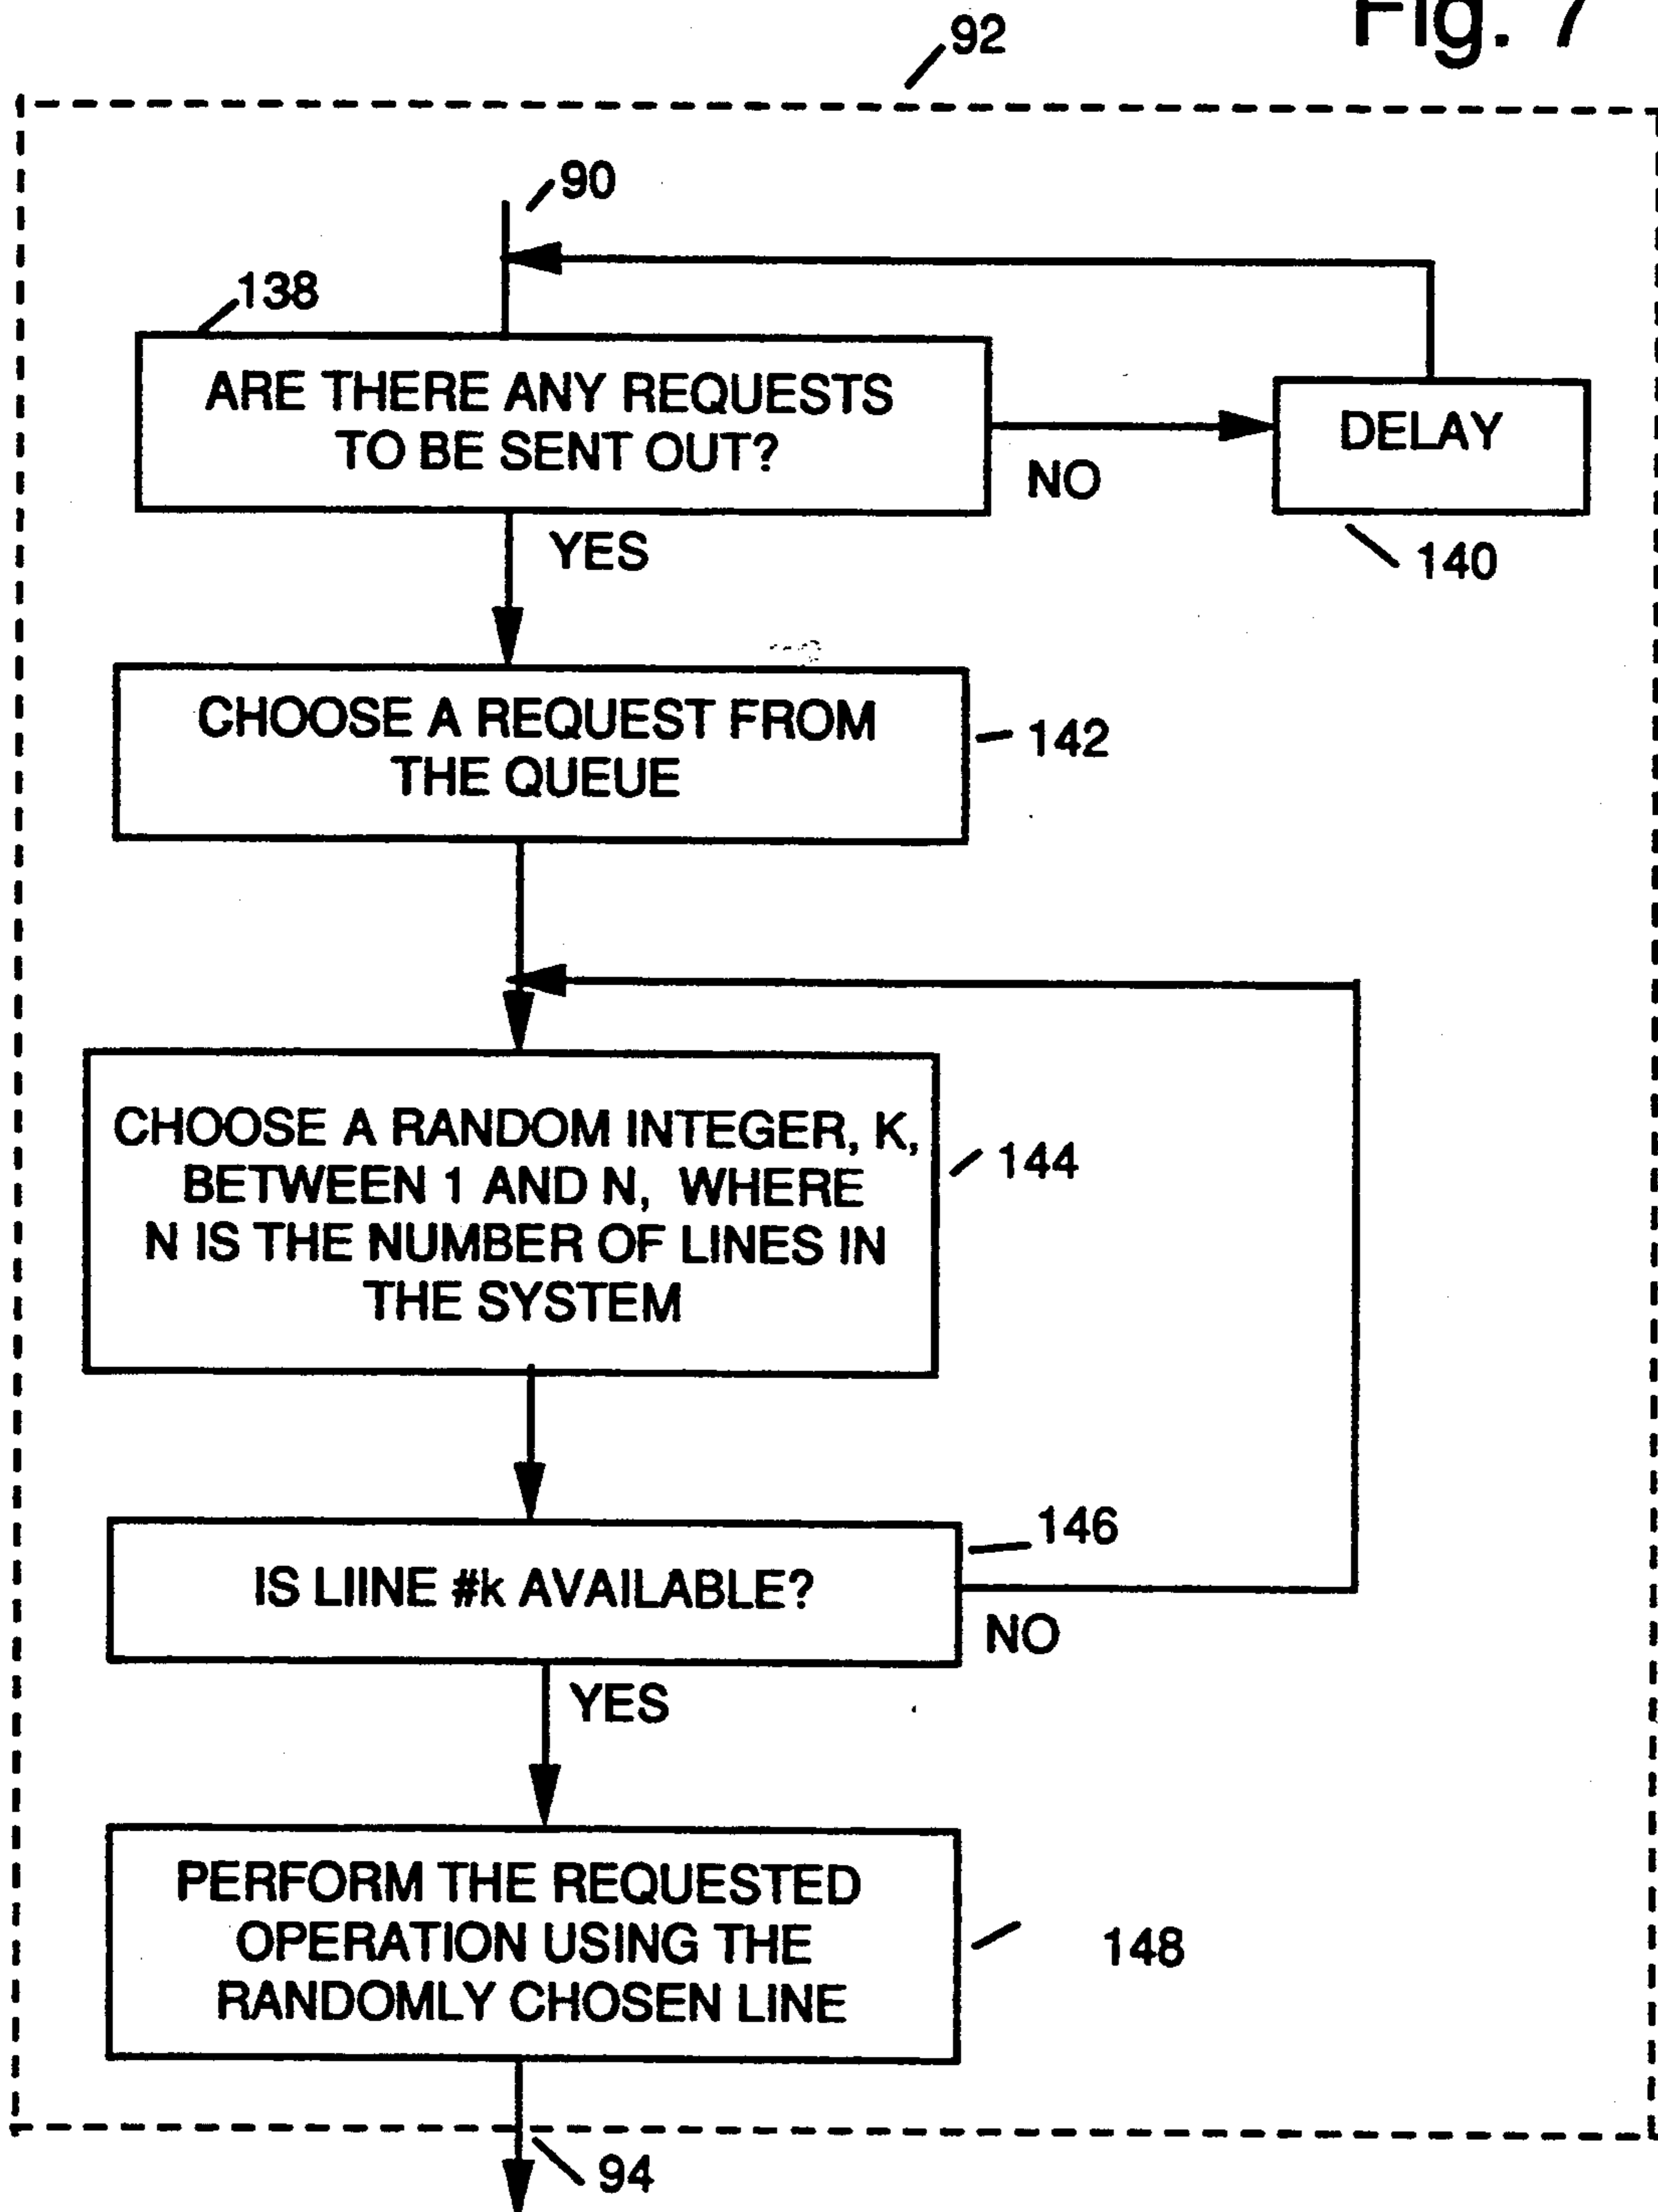 Fig. 7
92
90
138
ARE THERE ANY REQUESTS
TO BE SENT OUT?
NO
DELAY
140
YES
CHOOSE A REQUEST FROM
THE QUEUE
142
CHOOSE A RANDOM INTEGER, K,
BETWEEN 1 AND N, WHERE
N IS THE NUMBER OF LINES IN
THE SYSTEM
144
IS LIINE #k AVAILABLE?
146
NO
YES
PERFORM THE REQUESTED
OPERATION USING THE
RANDOMLY CHOSEN LINE
148
94